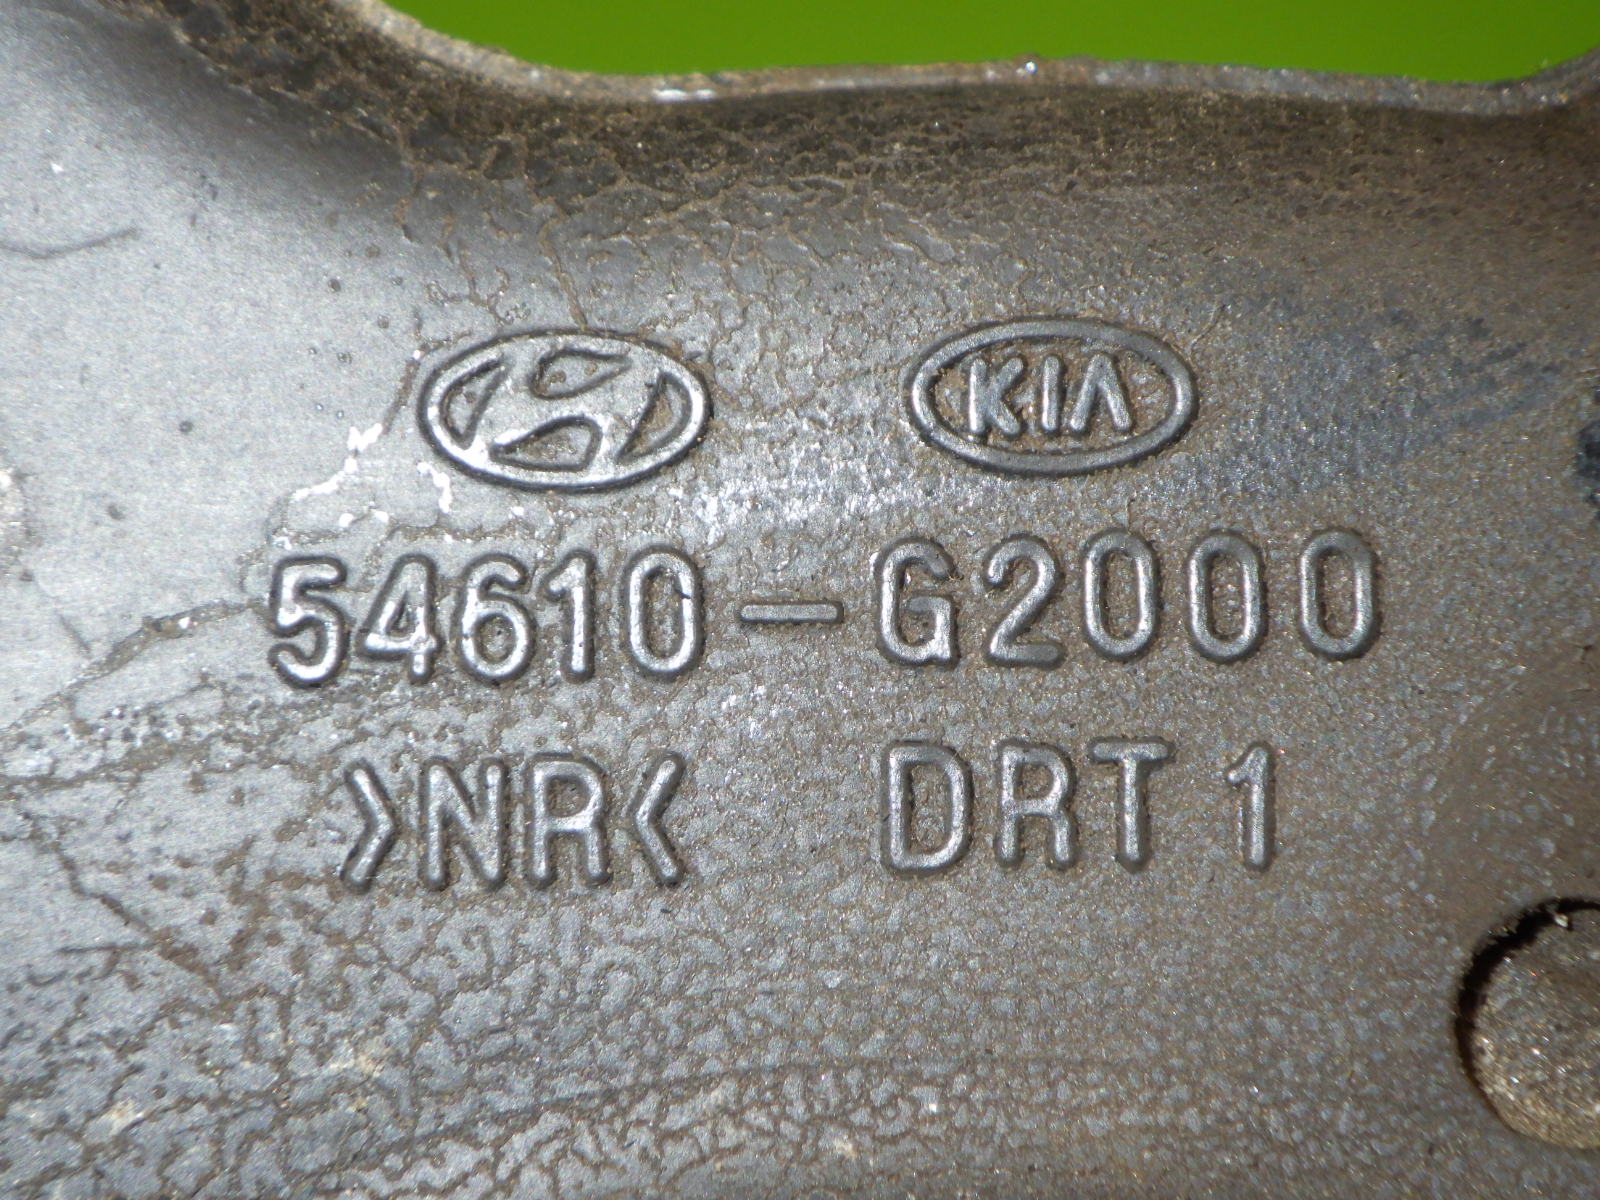 KIA
54610-G2000
>NR< DRT 1